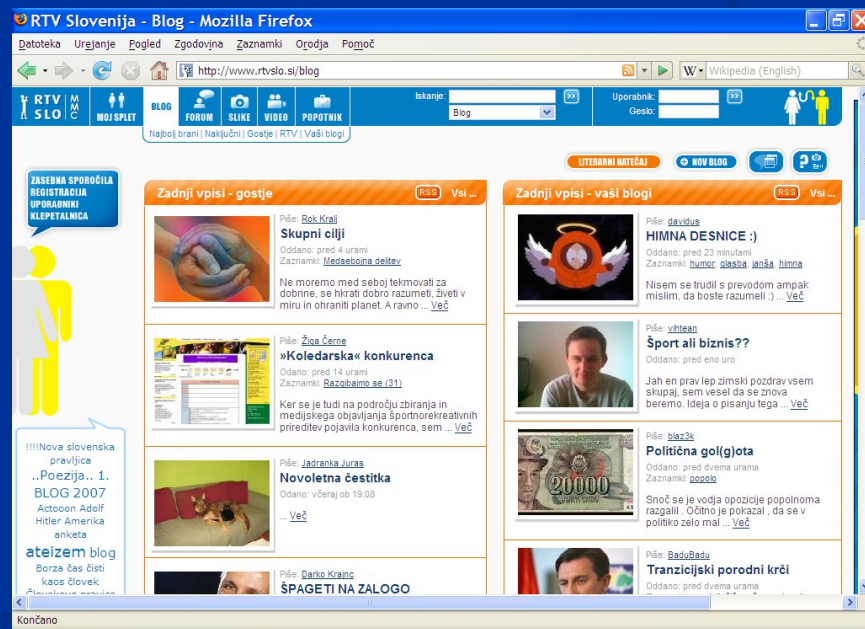 RTV Slovenija - Blog - Mozilla Firefox
Datoteka Urejanje Pogled Zgodovina Zaznamki Orodja Pomoč
http://www.rtvslo.si/blog
W Wikipedia (English)
RTV SLO MMC
MOJ SPLET
BLOG
FORUM
SLIKE
VIDEO
POPOTNIK
Iskanje:
Blog
Uporabnik:
Geslo:
Najbolj brani | Naključni | Gostje | RTV | Vaši blogi
LITERARNI NATEČAJ
NOV BLOG
ZASEBNA SPOROČILA
REGISTRACIJA
UPORABNIKI
KLEPETALNICA
!!!!Nova slovenska
pravljica
..Poezija.. 1.
BLOG 2007
Actooon Adolf
Hitler Amerika
anketa
ateizem blog
Borza čas čisti
kaos človek
Zadnji vpisi - gostje
RSS Vsi ...
Piše: Rok Kralj
Skupni cilji
Oddano: pred 4 urami
Zaznamki: Medsebojna delitev
Ne moremo med seboj tekmovati za
dobrine, se hkrati dobro razumeti, živeti v
miru in ohraniti planet. A ravno ... Več
Piše: Žiga Černe
»Koledarska« konkurenca
Oddano: pred 14 urami
Zaznamki: Razgibajmo se (31)
Ker se je tudi na področju zbiranja in
medijskega objavljanja športnorekreativnih
prireditev pojavila konkurenca, sem ... Več
Piše: Jadranka Juras
Novoletna čestitka
Odano: včeraj ob 19:08
... Več
Piše: Darko Krajnc
ŠPAGETI NA ZALOGO
Zadnji vpisi - vaši blogi
RSS Vsi ...
Piše: davidus
HIMNA DESNICE :)
Oddano: pred 23 minutami
Zaznamki: humor, glasba, janša, himna
Nisem se trudil s prevodom ampak
mislim, da boste razumeli :) ... Več
Piše: vihtean
Šport ali biznis??
Oddano: pred eno uro
Jah en prav lep zimski pozdrav vsem
skupaj, sem vesel da se znova
beremo. Ideja o pisanju tega ... Več
20000
Piše: blaz3k
Politična gol(g)ota
Oddano: pred dvema urama
Zaznamki: popolo
Snoč se je vodja opozicije popolnoma
razgalil . Očitno je pokazal , da se v
politiko zelo mal ... Več
Piše: BaduBadu
Tranzicijski porodni krči
Oddano: pred dvema urama
Končano